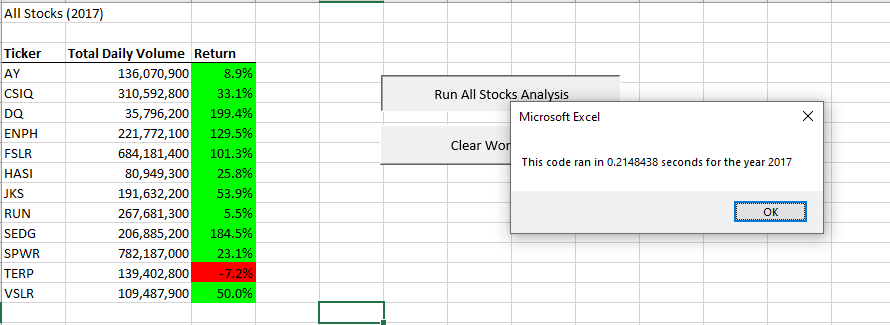 All Stocks (2017)
Ticker Total Daily Volume Return
AY 136,070,900 8.9%
CSIQ 310,592,800 33.1%
DQ 35,796,200 199.4%
ENPH 221,772,100 129.5%
FSLR 684,181,400 101.3%
HASI 80,949,300 25.8%
JKS 191,632,200 53.9%
RUN 267,681,300 5.5%
SEDG 206,885,200 184.5%
SPWR 782,187,000 23.1%
TERP 139,402,800 -7.2%
VSLR 109,487,900 50.0%
Run All Stocks Analysis
Clear Wor
Microsoft Excel
This code ran in 0.2148438 seconds for the year 2017
OK